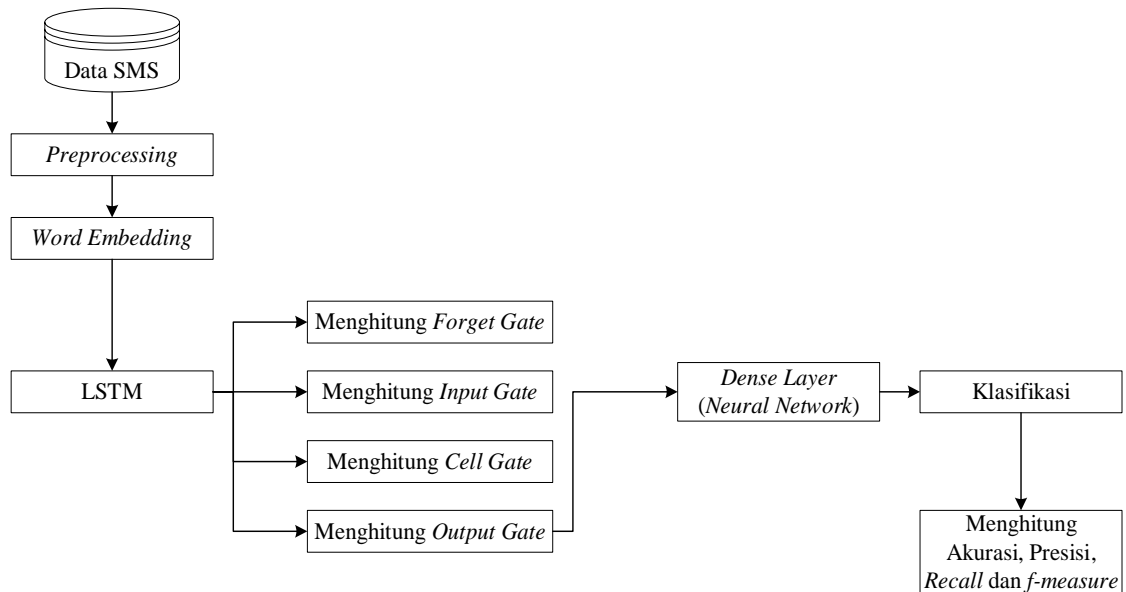 Data SMS
Preprocessing
Word Embedding
LSTM
Menghitung Forget Gate
Menghitung Input Gate
Menghitung Cell Gate
Menghitung Output Gate
Dense Layer
(Neural Network)
Klasifikasi
Menghitung
Akurasi, Presisi,
Recall dan f-measure